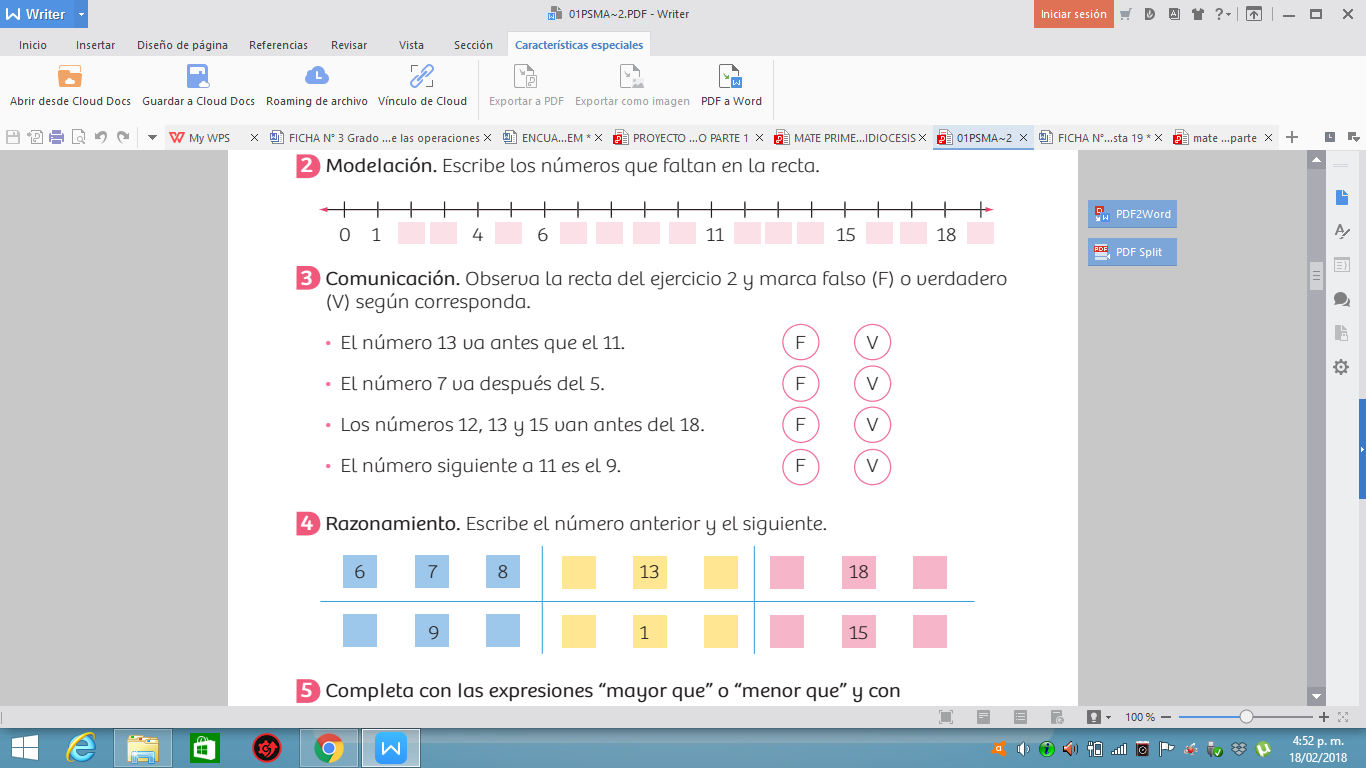 Writer
01PSMA~2.PDF - Writer
Iniciar sesión
Inicio Insertar Diseño de página Referencias Revisar Vista Sección Características especiales
Abrir desde Cloud Docs Guardar a Cloud Docs Roaming de archivo Vínculo de Cloud Exportar a PDF Exportar como imagen PDF a Word
My WPS FICHA N° 3 Grado ...e las operaciones ENCUA...EM * PROYECTO ...O PARTE 1 MATE PRIME...IDIOCESIS 01PSMA~2 FICHA N°...sta 19 * mate ...parte
2 Modelación. Escribe los números que faltan en la recta.
0 1 4 6 11 15 18
3 Comunicación. Observa la recta del ejercicio 2 y marca falso (F) o verdadero
(V) según corresponda.
• El número 13 va antes que el 11. F V
• El número 7 va después del 5. F V
• Los números 12, 13 y 15 van antes del 18. F V
• El número siguiente a 11 es el 9. F V
4 Razonamiento. Escribe el número anterior y el siguiente.
6 7 8 13 18
9 1 15
5 Completa con las expresiones “mayor que” o “menor que” y con
PDF2Word
PDF Split
100 %
4:52 p. m.
18/02/2018